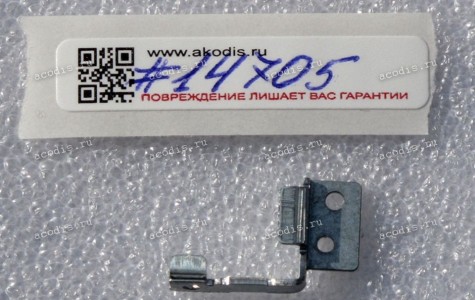 www.akodis.ru
#14705
ПОВРЕЖДЕНИЕ ЛИШАЕТ ВАС ГАРАНТИИ